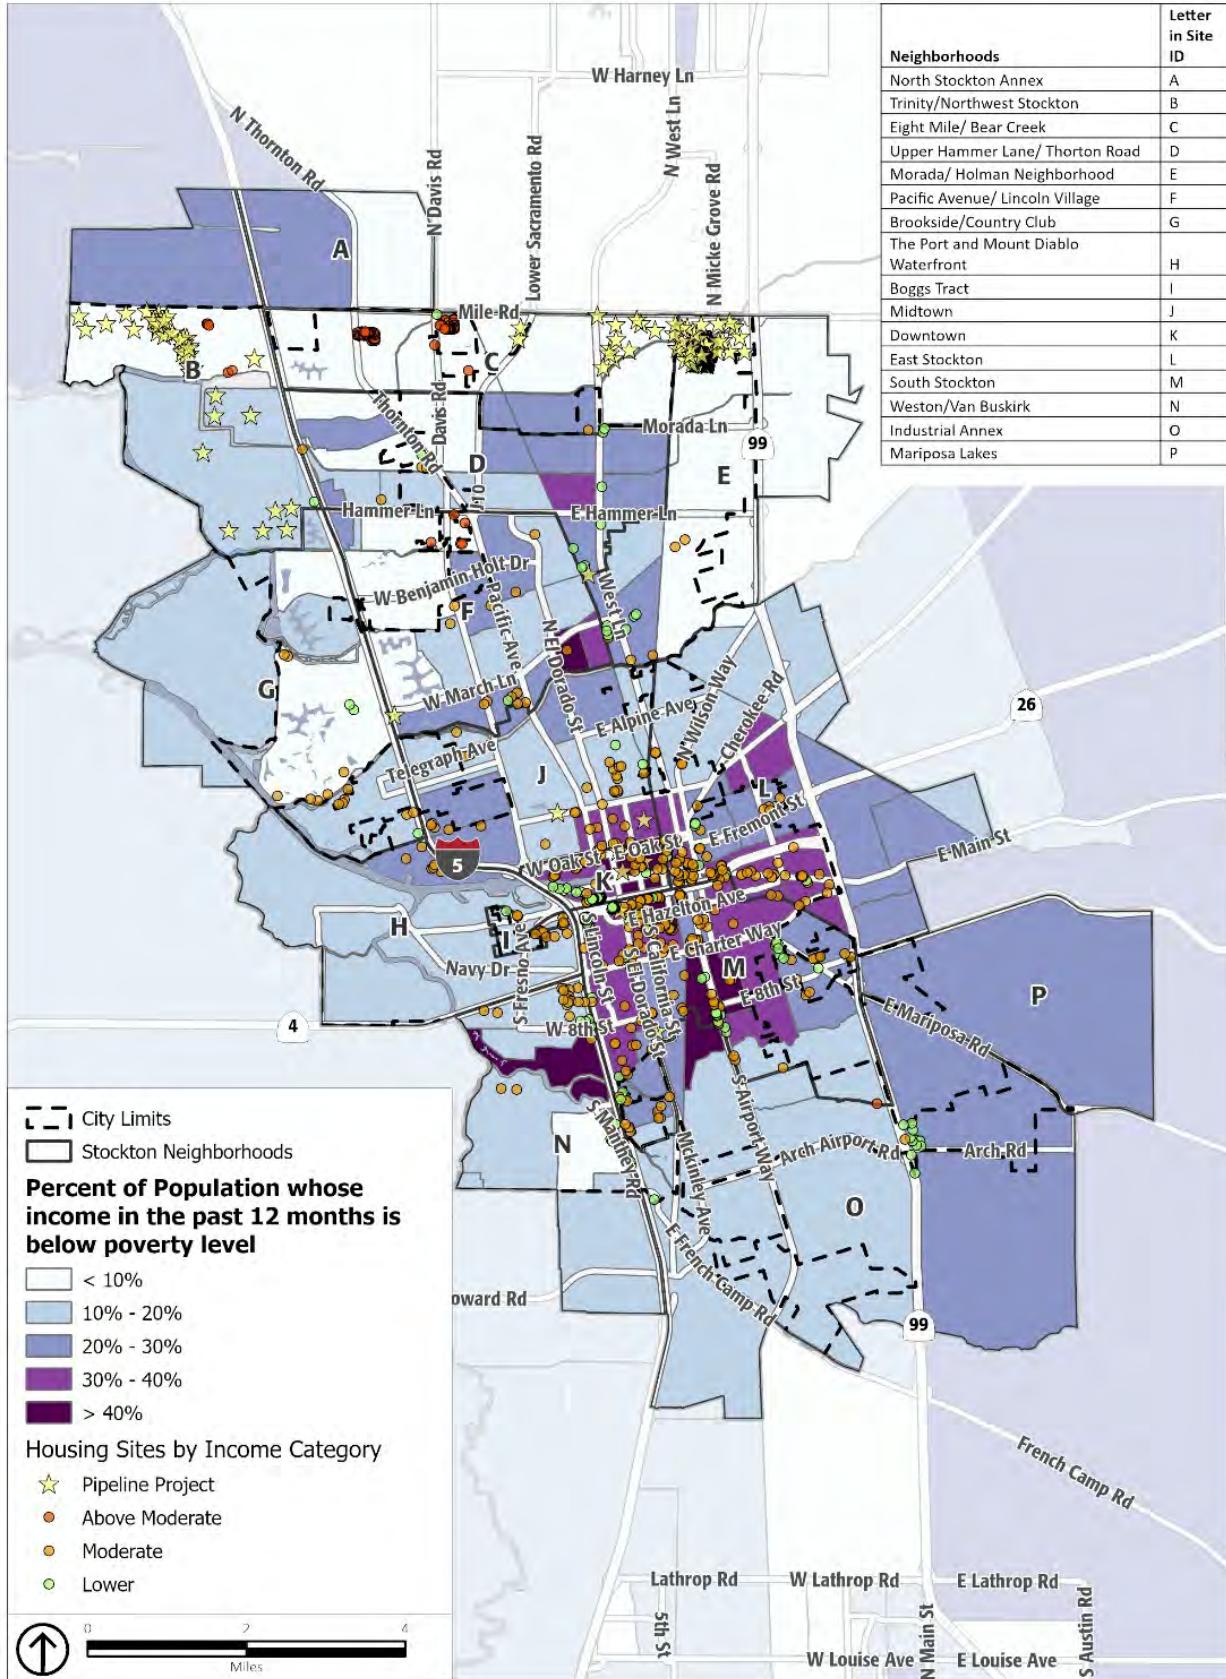 Neighborhoods
Letter
in Site
ID
North Stockton Annex A
Trinity/Northwest Stockton B
Eight Mile/ Bear Creek C
Upper Hammer Lane/ Thorton Road D
Morada/ Holman Neighborhood E
Pacific Avenue/ Lincoln Village F
Brookside/Country Club G
The Port and Mount Diablo
Waterfront H
Boggs Tract I
Midtown J
Downtown K
East Stockton L
South Stockton M
Weston/Van Buskirk N
Industrial Annex O
Mariposa Lakes P
W Harney Ln
N Thornton Rd
N Davis Rd
Lower Sacramento Rd
N West Ln
N Micke Grove Rd
A
Mile Rd
B
C
Davis Rd
Thornton Rd
Morada Ln
99
D
E
J10
Hammer Ln
E Hammer Ln
W Benjamin Holt Dr
F
Pacific Ave
N El Dorado St
West Ln
G
W March Ln
E Alpine Ave
N Wilson Way
Cherokee Rd
26
Telegraph Ave
J
L
E Fremont St
E Main St
5
W Oak St
E Oak St
K
E Hazelton Ave
H
I
Navy Dr
S Fresno Ave
S Lincoln St
S El Dorado St
S California St
E Charter Way
M
E 8th St
P
4
W 8th St
E Mariposa Rd
N
S Manthey Rd
Mckinley Ave
S Airport Way
Arch Airport Rd
Arch Rd
O
E French Camp Rd
oward Rd
99
French Camp Rd
Lathrop Rd
W Lathrop Rd
E Lathrop Rd
5th St
N Main St
S Austin Rd
W Louise Ave
E Louise Ave
City Limits
Stockton Neighborhoods
Percent of Population whose
income in the past 12 months is
below poverty level
< 10%
10% - 20%
20% - 30%
30% - 40%
> 40%
Housing Sites by Income Category
Pipeline Project
Above Moderate
Moderate
Lower
0 2 4
Miles